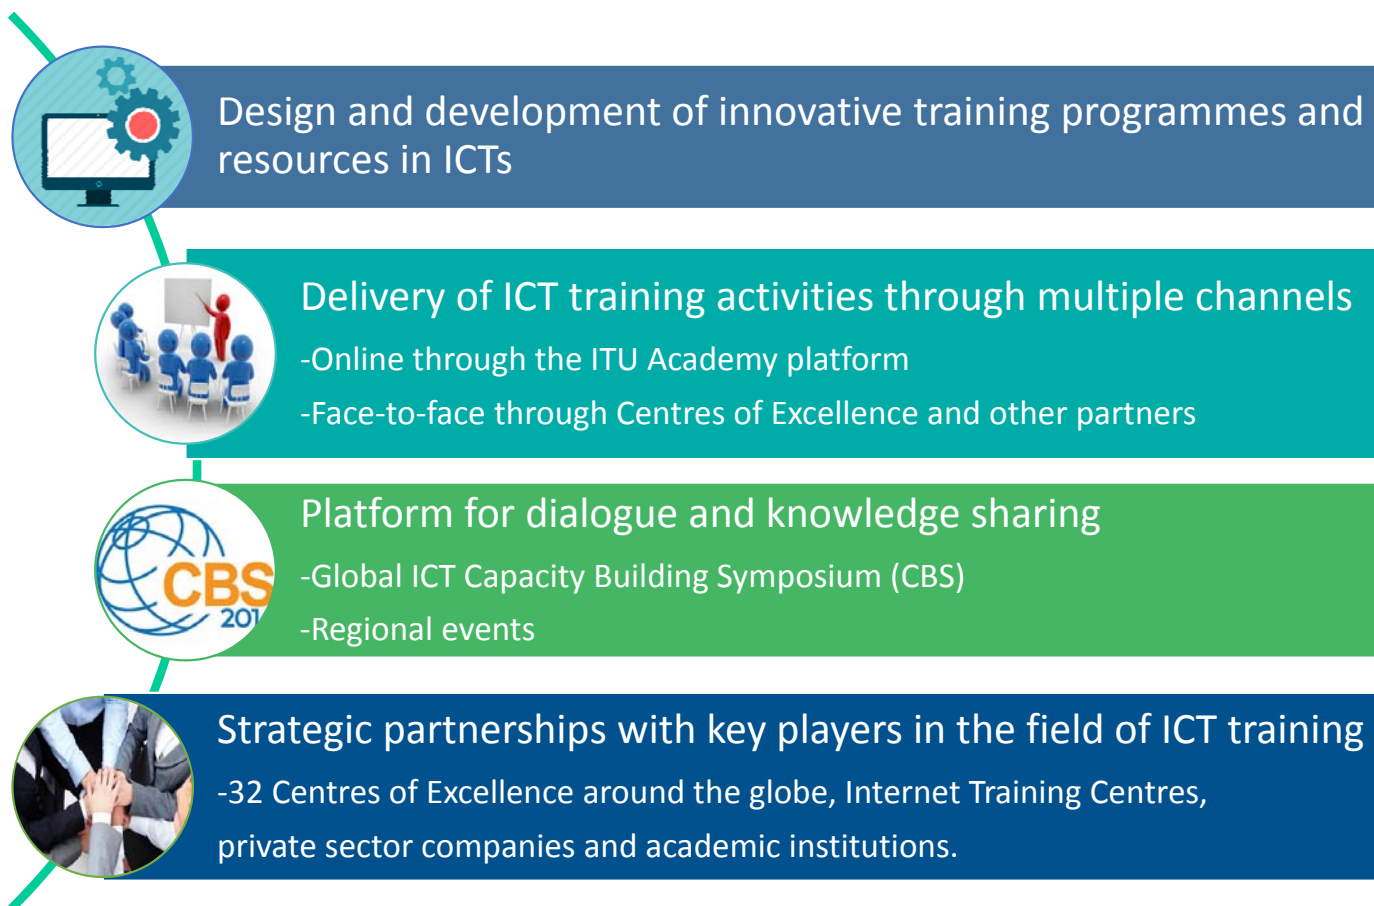 Design and development of innovative training programmes and
resources in ICTs
Delivery of ICT training activities through multiple channels
-Online through the ITU Academy platform
-Face-to-face through Centres of Excellence and other partners
CBS
201
Platform for dialogue and knowledge sharing
-Global ICT Capacity Building Symposium (CBS)
-Regional events
Strategic partnerships with key players in the field of ICT training
-32 Centres of Excellence around the globe, Internet Training Centres,
private sector companies and academic institutions.